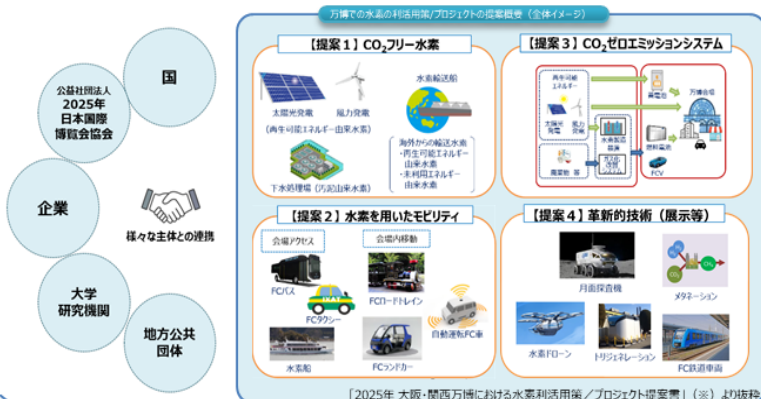 国
公益社団法人
2025年
日本国際
博覧会協会
企業
様々な主体との連携
大学
研究機関
地方公共
団体
万博での水素の利活用策/プロジェクトの提案概要（全体イメージ）
【提案１】CO₂フリー水素
太陽光発電
風力発電
（再生可能エネルギー由来水素）
下水処理場（汚泥由来水素）
水素輸送船
海外からの輸送水素
・再生可能エネルギー
由来水素
・未利用エネルギー
由来水素
【提案３】CO₂ゼロエミッションシステム
再生可能
エネルギー
太陽光
発電
風力
発電
水素製造
装置
蓄電池
万博会場
燃料電池
FCV
【提案２】水素を用いたモビリティ
会場アクセス
会場内移動
FCバス
FCタクシー
水素船
FCロードトレイン
FCランドカー
自動運転FC車
【提案４】革新的技術（展示等）
月面探査機
H₂
CO₂
CH₄
メタネーション
水素ドローン
トリジェネレーション
FC鉄道車両
「2025年 大阪・関西万博における水素利活用策／プロジェクト提案書」（※）より抜粋